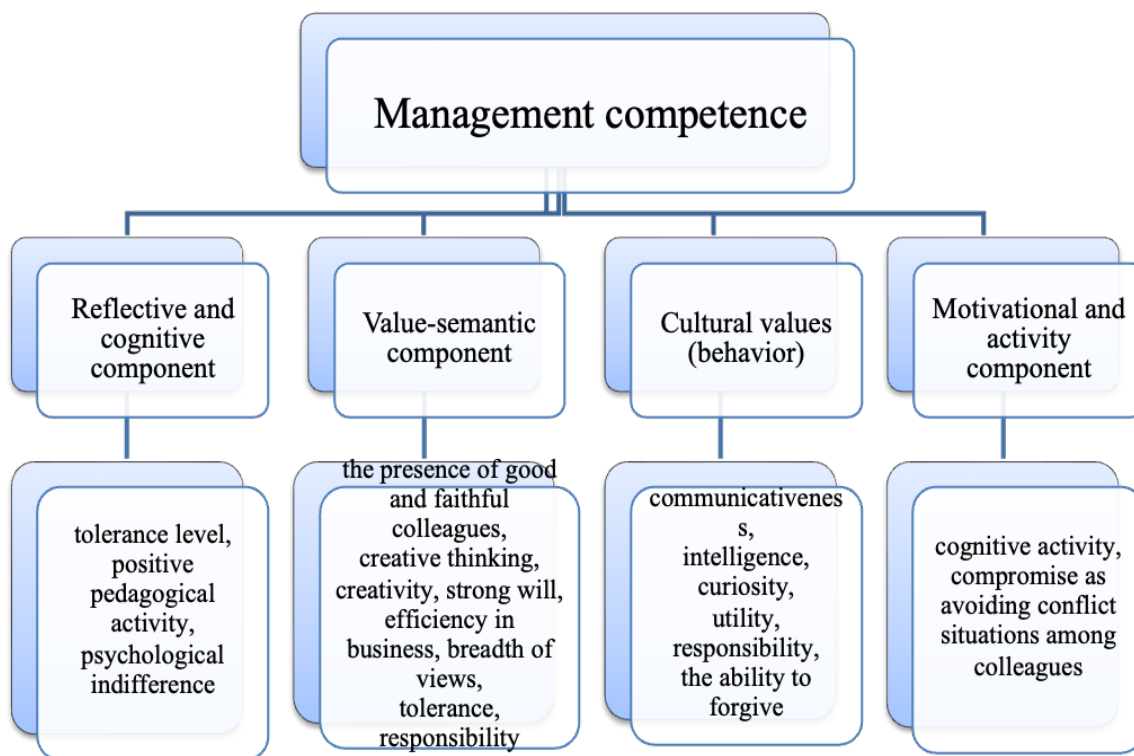 Management competence
Reflective and
cognitive
component
Value-semantic
component
Cultural values
(behavior)
Motivational and
activity
component
tolerance level,
positive
pedagogical
activity,
psychological
indifference
the presence of good
and faithful
colleagues,
creative thinking,
creativity, strong will,
efficiency in
business, breadth of
views,
tolerance,
responsibility
communicativenes
s,
intelligence,
curiosity,
utility,
responsibility,
the ability to
forgive
cognitive activity,
compromise as
avoiding conflict
situations among
colleagues